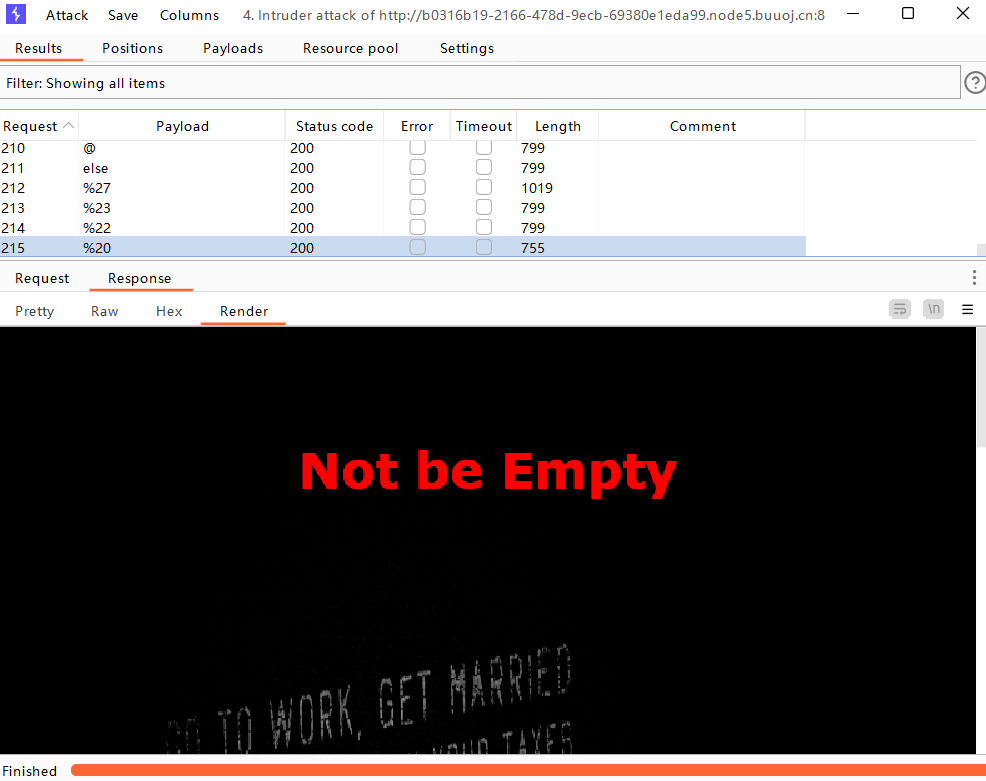 Attack Save Columns 4. Intruder attack of http://b0316b19-2166-478d-9ecb-69380e1eda99.node5.buuoj.cn:8
Results Positions Payloads Resource pool Settings
Filter: Showing all items
?
Request Payload Status code Error Timeout Length Comment
210 @ 200 799
211 else 200 799
212 %27 200 1019
213 %23 200 799
214 %22 200 799
215 %20 200 755
Request Response
Pretty Raw Hex Render \n
Not be Empty
GO TO WORK, GET MARRIED
YOUR TAXES
Finished